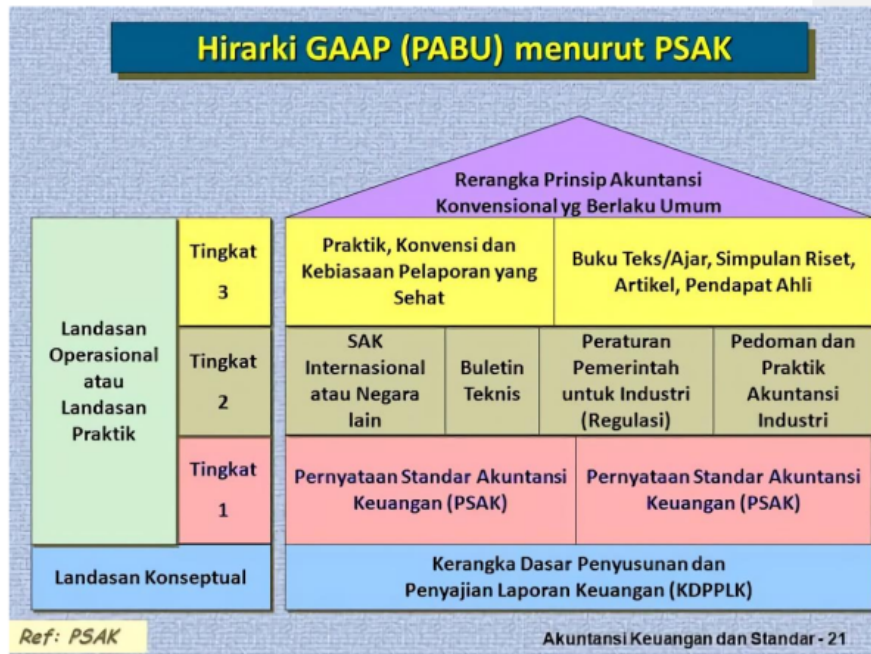 Hirarki GAAP (PABU) menurut PSAK
Rerangka Prinsip Akuntansi
Konvensional yg Berlaku Umum
Landasan
Operasional
atau
Landasan
Praktik
Tingkat
3
Praktik, Konvensi dan
Kebiasaan Pelaporan yang
Sehat
Buku Teks/Ajar, Simpulan Riset,
Artikel, Pendapat Ahli
Tingkat
2
SAK
Internasional
atau Negara
lain
Buletin
Teknis
Peraturan
Pemerintah
untuk Industri
(Regulasi)
Pedoman dan
Praktik
Akuntansi
Industri
Tingkat
1
Pernyataan Standar Akuntansi
Keuangan (PSAK)
Pernyataan Standar Akuntansi
Keuangan (PSAK)
Landasan Konseptual
Kerangka Dasar Penyusunan dan
Penyajian Laporan Keuangan (KDPPLK)
Ref: PSAK
Akuntansi Keuangan dan Standar - 21